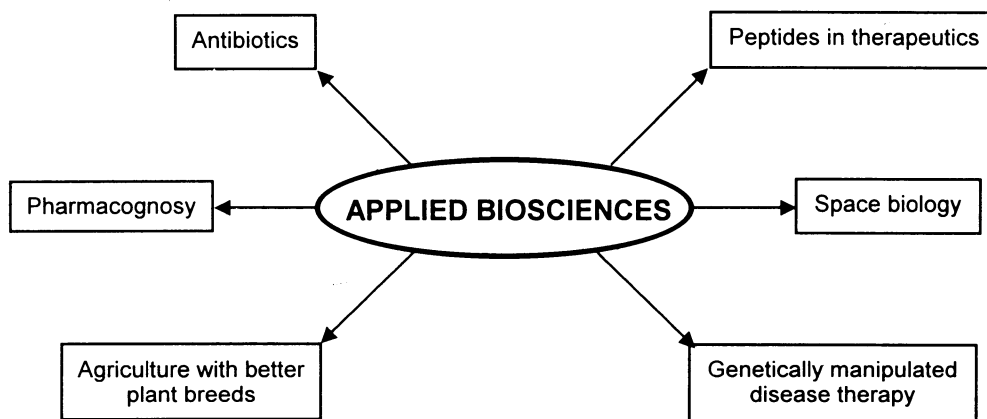 Antibiotics
Peptides in therapeutics
Pharmacognosy
APPLIED BIOSCIENCES
Space biology
Agriculture with better
plant breeds
Genetically manipulated
disease therapy